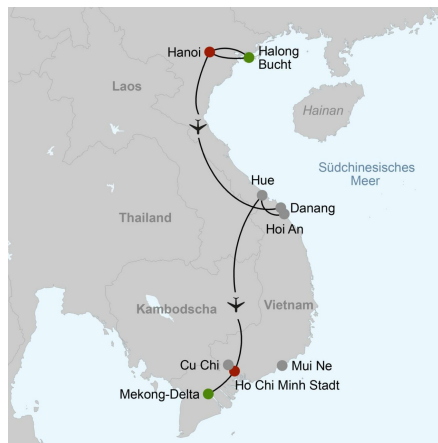 Hanoi
Halong
Bucht
Laos
Hainan
Südchinesisches
Meer
Hue
Danang
Hoi An
Thailand
Kambodscha
Vietnam
Cu Chi
Mui Ne
Ho Chi Minh Stadt
Mekong-Delta